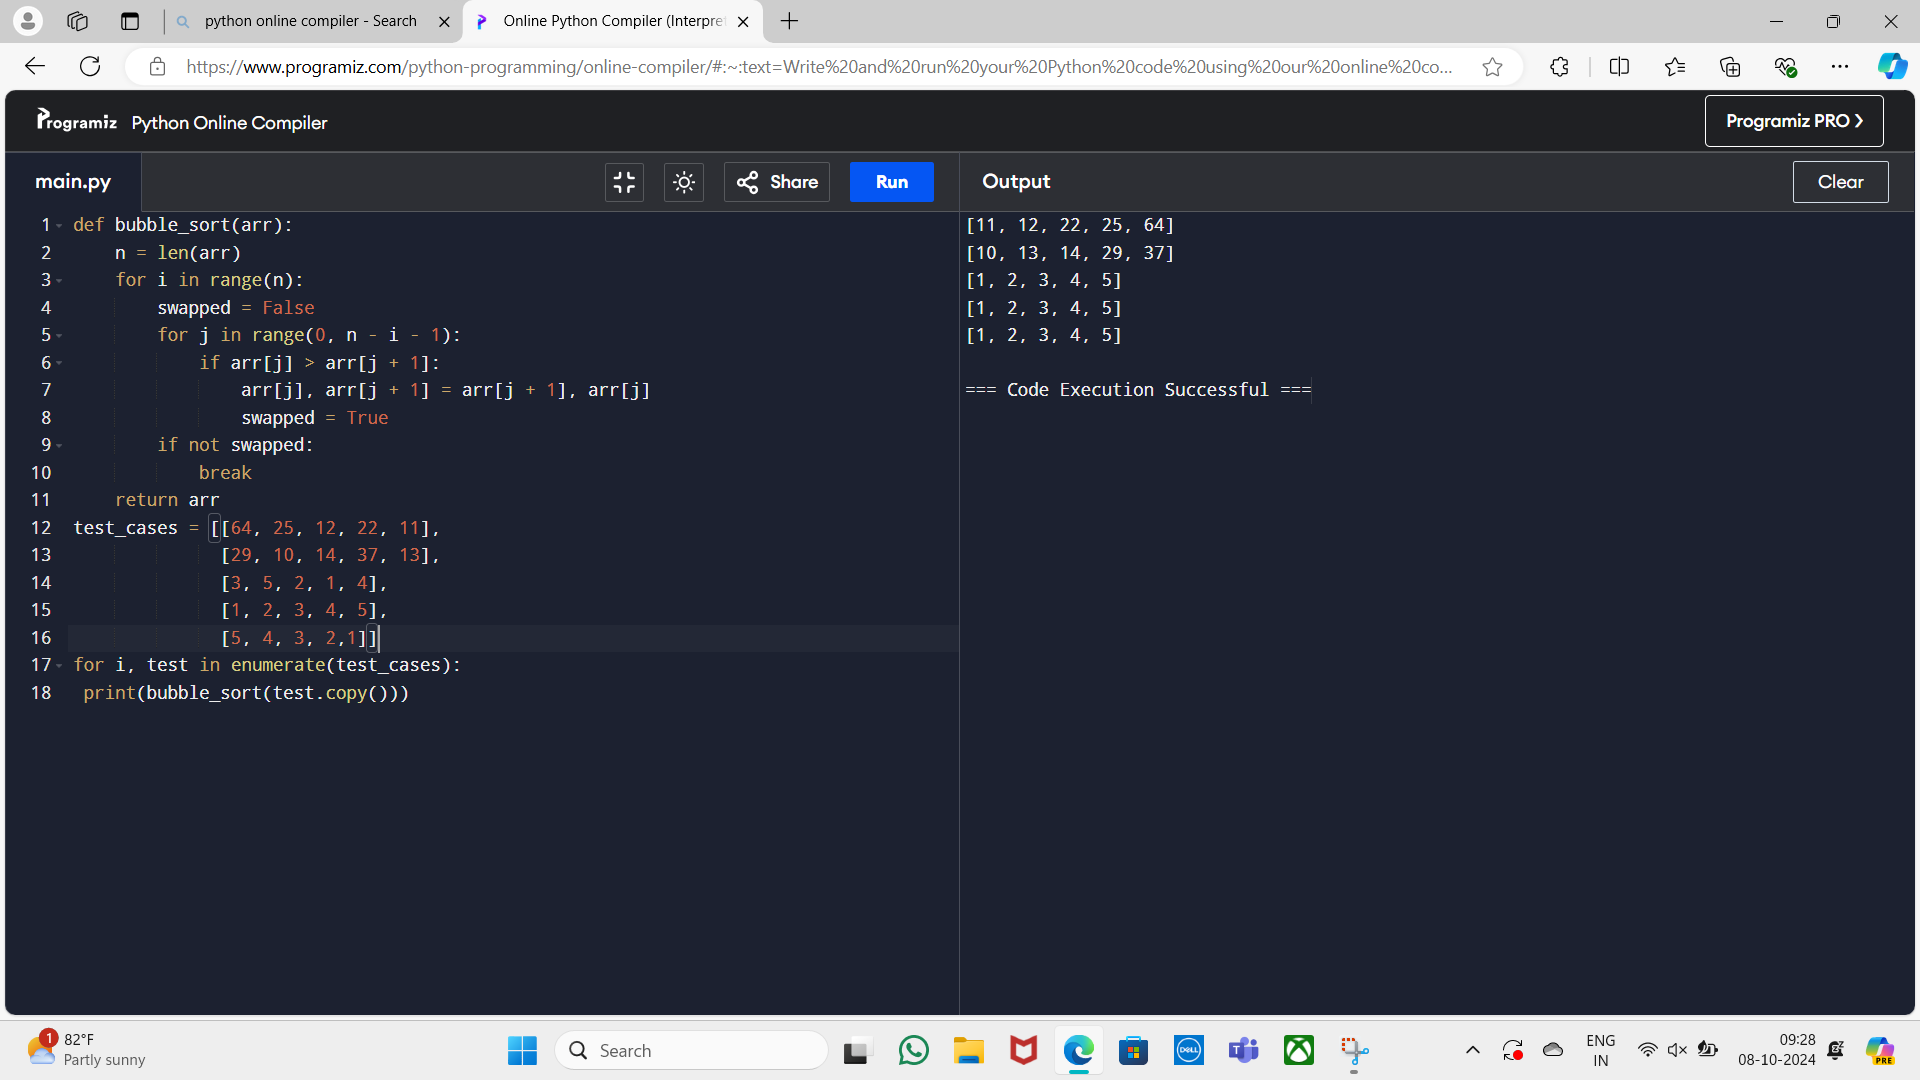 python online compiler - Search
Online Python Compiler (Interpre
https://www.programiz.com/python-programming/online-compiler/#:~:text=Write%20and%20run%20your%20Python%20code%20using%20our%20online%20co...
Programiz Python Online Compiler
Programiz PRO ❯
main.py
Share
Run
Output
Clear
1 def bubble_sort(arr):
2     n = len(arr)
3     for i in range(n):
4         swapped = False
5         for j in range(0, n - i - 1):
6             if arr[j] > arr[j + 1]:
7                 arr[j], arr[j + 1] = arr[j + 1], arr[j]
8                 swapped = True
9         if not swapped:
10             break
11     return arr
12 test_cases = [[64, 25, 12, 22, 11],
13               [29, 10, 14, 37, 13],
14               [3, 5, 2, 1, 4],
15               [1, 2, 3, 4, 5],
16               [5, 4, 3, 2,1]]
17 for i, test in enumerate(test_cases):
18  print(bubble_sort(test.copy()))
[11, 12, 22, 25, 64]
[10, 13, 14, 29, 37]
[1, 2, 3, 4, 5]
[1, 2, 3, 4, 5]
[1, 2, 3, 4, 5]
=== Code Execution Successful ===
1
82°F
Partly sunny
Search
DELL
ENG
IN
09:28
08-10-2024
PRE